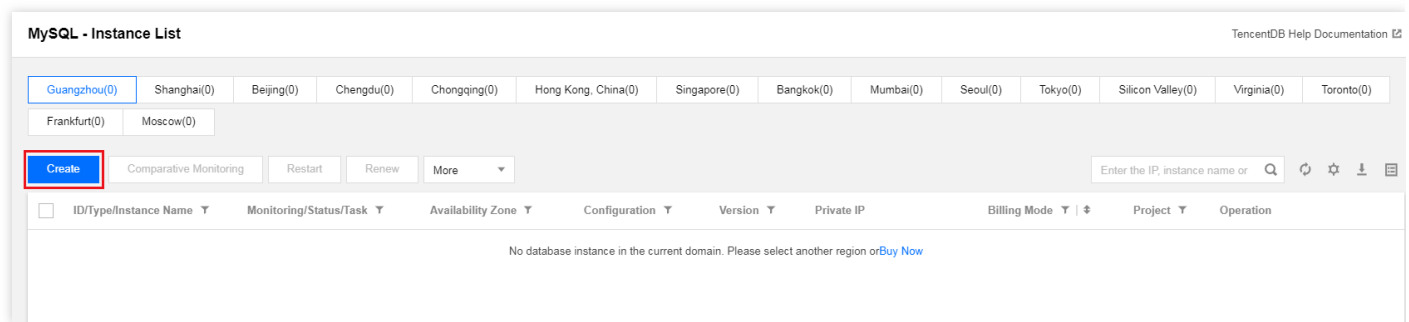 MySQL - Instance List
TencentDB Help Documentation
Guangzhou(0) Shanghai(0) Beijing(0) Chengdu(0) Chongqing(0) Hong Kong, China(0) Singapore(0) Bangkok(0) Mumbai(0) Seoul(0) Tokyo(0) Silicon Valley(0) Virginia(0) Toronto(0)
Frankfurt(0) Moscow(0)
Create Comparative Monitoring Restart Renew More Enter the IP, instance name or
ID/Type/Instance Name Monitoring/Status/Task Availability Zone Configuration Version Private IP Billing Mode Project Operation
No database instance in the current domain. Please select another region orBuy Now